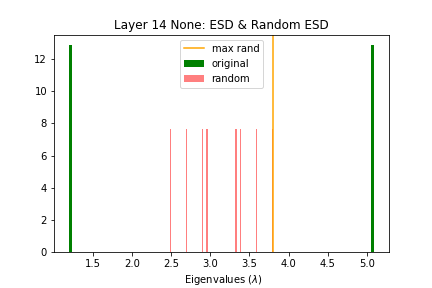 Layer 14 None: ESD & Random ESD
max rand
original
random
12
10
8
6
4
2
0
1.5 2.0 2.5 3.0 3.5 4.0 4.5 5.0
Eigenvalues (λ)